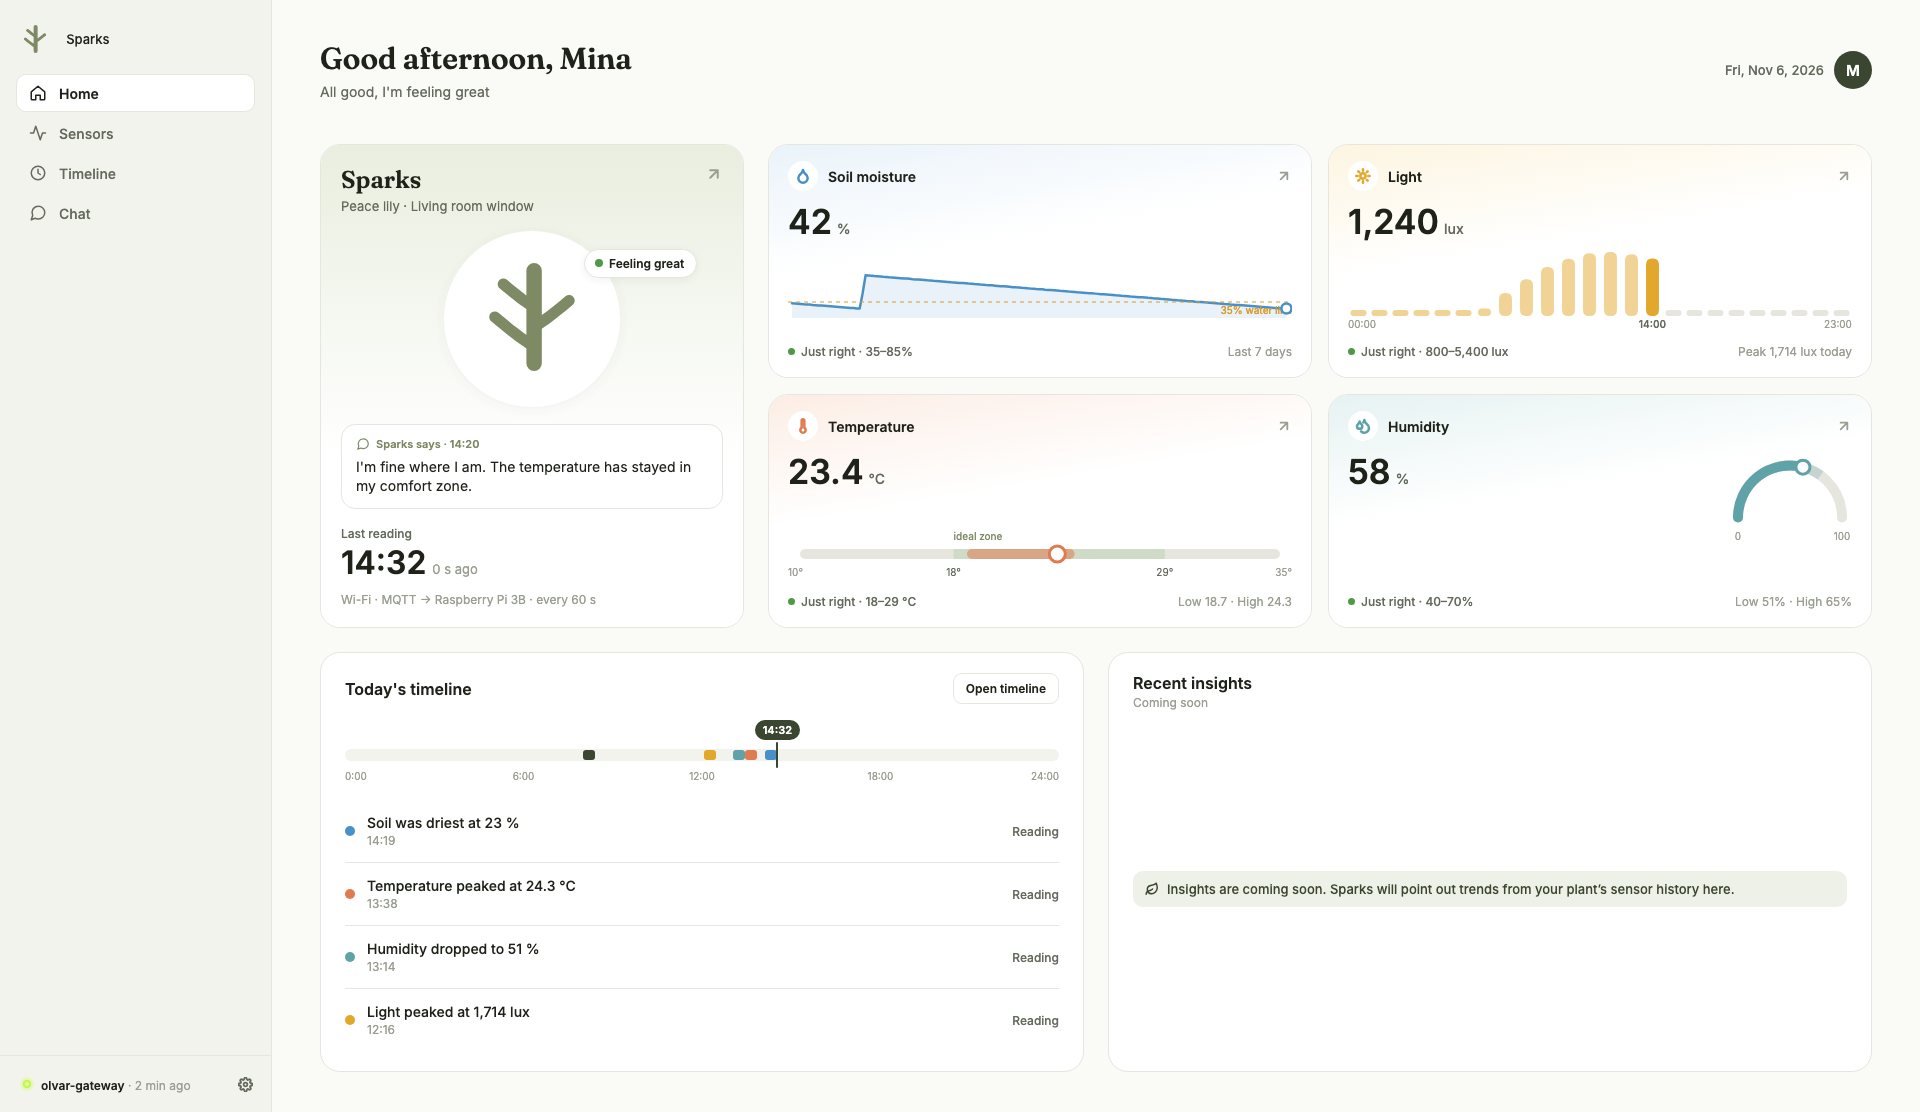 Sparks
Home
Sensors
Timeline
Chat
olvar-gateway · 2 min ago
Good afternoon, Mina
All good, I'm feeling great
Fri, Nov 6, 2026
M
Sparks
Peace lily · Living room window
Feeling great
Sparks says · 14:20
I'm fine where I am. The temperature has stayed in
my comfort zone.
Last reading
14:32 0 s ago
Wi-Fi · MQTT → Raspberry Pi 3B · every 60 s
Soil moisture
42 %
35% water
Just right · 35–85%
Last 7 days
Light
1,240 lux
00:00
14:00
23:00
Just right · 800–5,400 lux
Peak 1,714 lux today
Temperature
23.4 °C
ideal zone
10°
18°
29°
35°
Just right · 18–29 °C
Low 18.7 · High 24.3
Humidity
58 %
0
100
Just right · 40–70%
Low 51% · High 65%
Today's timeline
Open timeline
14:32
0:00
6:00
12:00
18:00
24:00
Soil was driest at 23 %
14:19
Reading
Temperature peaked at 24.3 °C
13:38
Reading
Humidity dropped to 51 %
13:14
Reading
Light peaked at 1,714 lux
12:16
Reading
Recent insights
Coming soon
Insights are coming soon. Sparks will point out trends from your plant’s sensor history here.